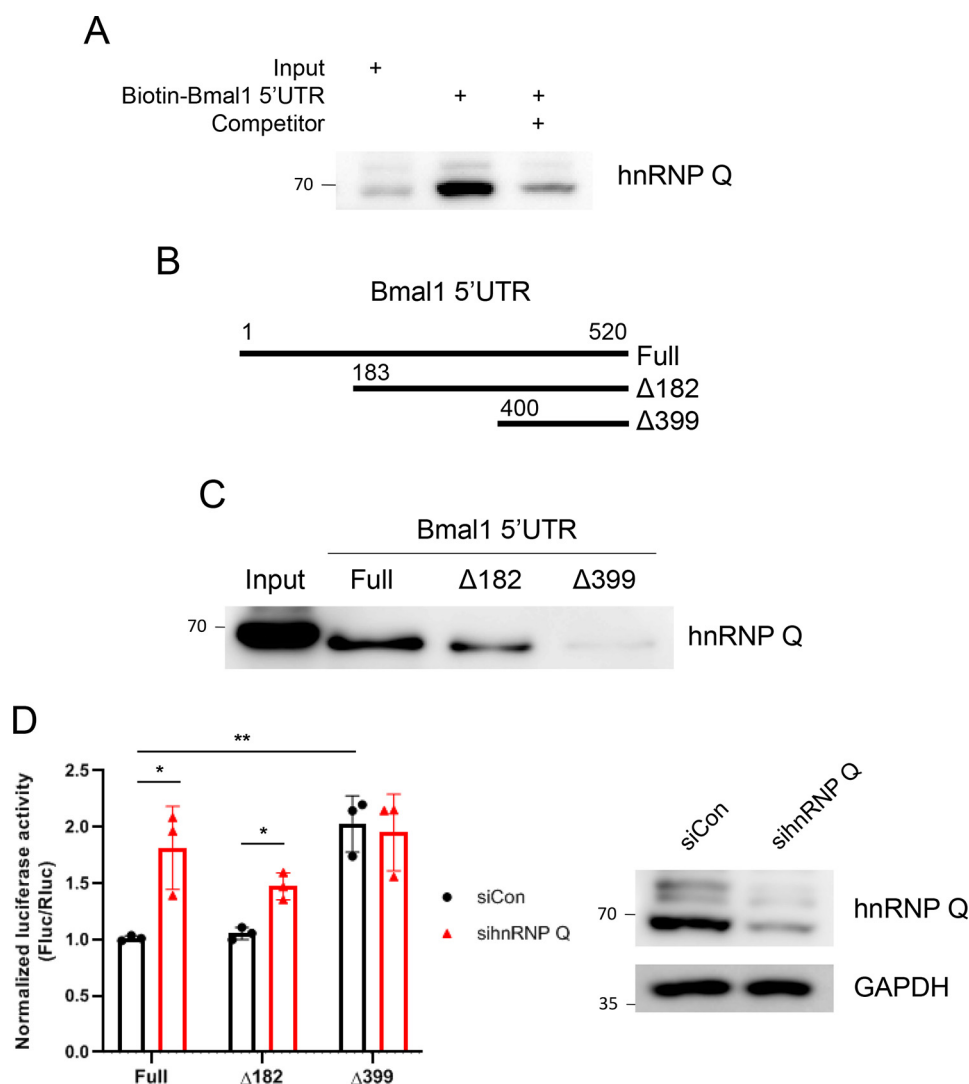 A
Input +
Biotin-Bmal1 5’UTR + +
Competitor +
70
hnRNP Q
B
Bmal1 5’UTR
1 520
Full
183
Δ182
400
Δ399
C
Bmal1 5’UTR
Input Full Δ182 Δ399
70
hnRNP Q
D
Normalized luciferase activity
(Fluc/Rluc)
2.5
2.0
1.5
1.0
0.5
0.0
**
*
*
Full Δ182 Δ399
siCon
sihnRNP Q
siCon sihnRNP Q
70
hnRNP Q
35
GAPDH